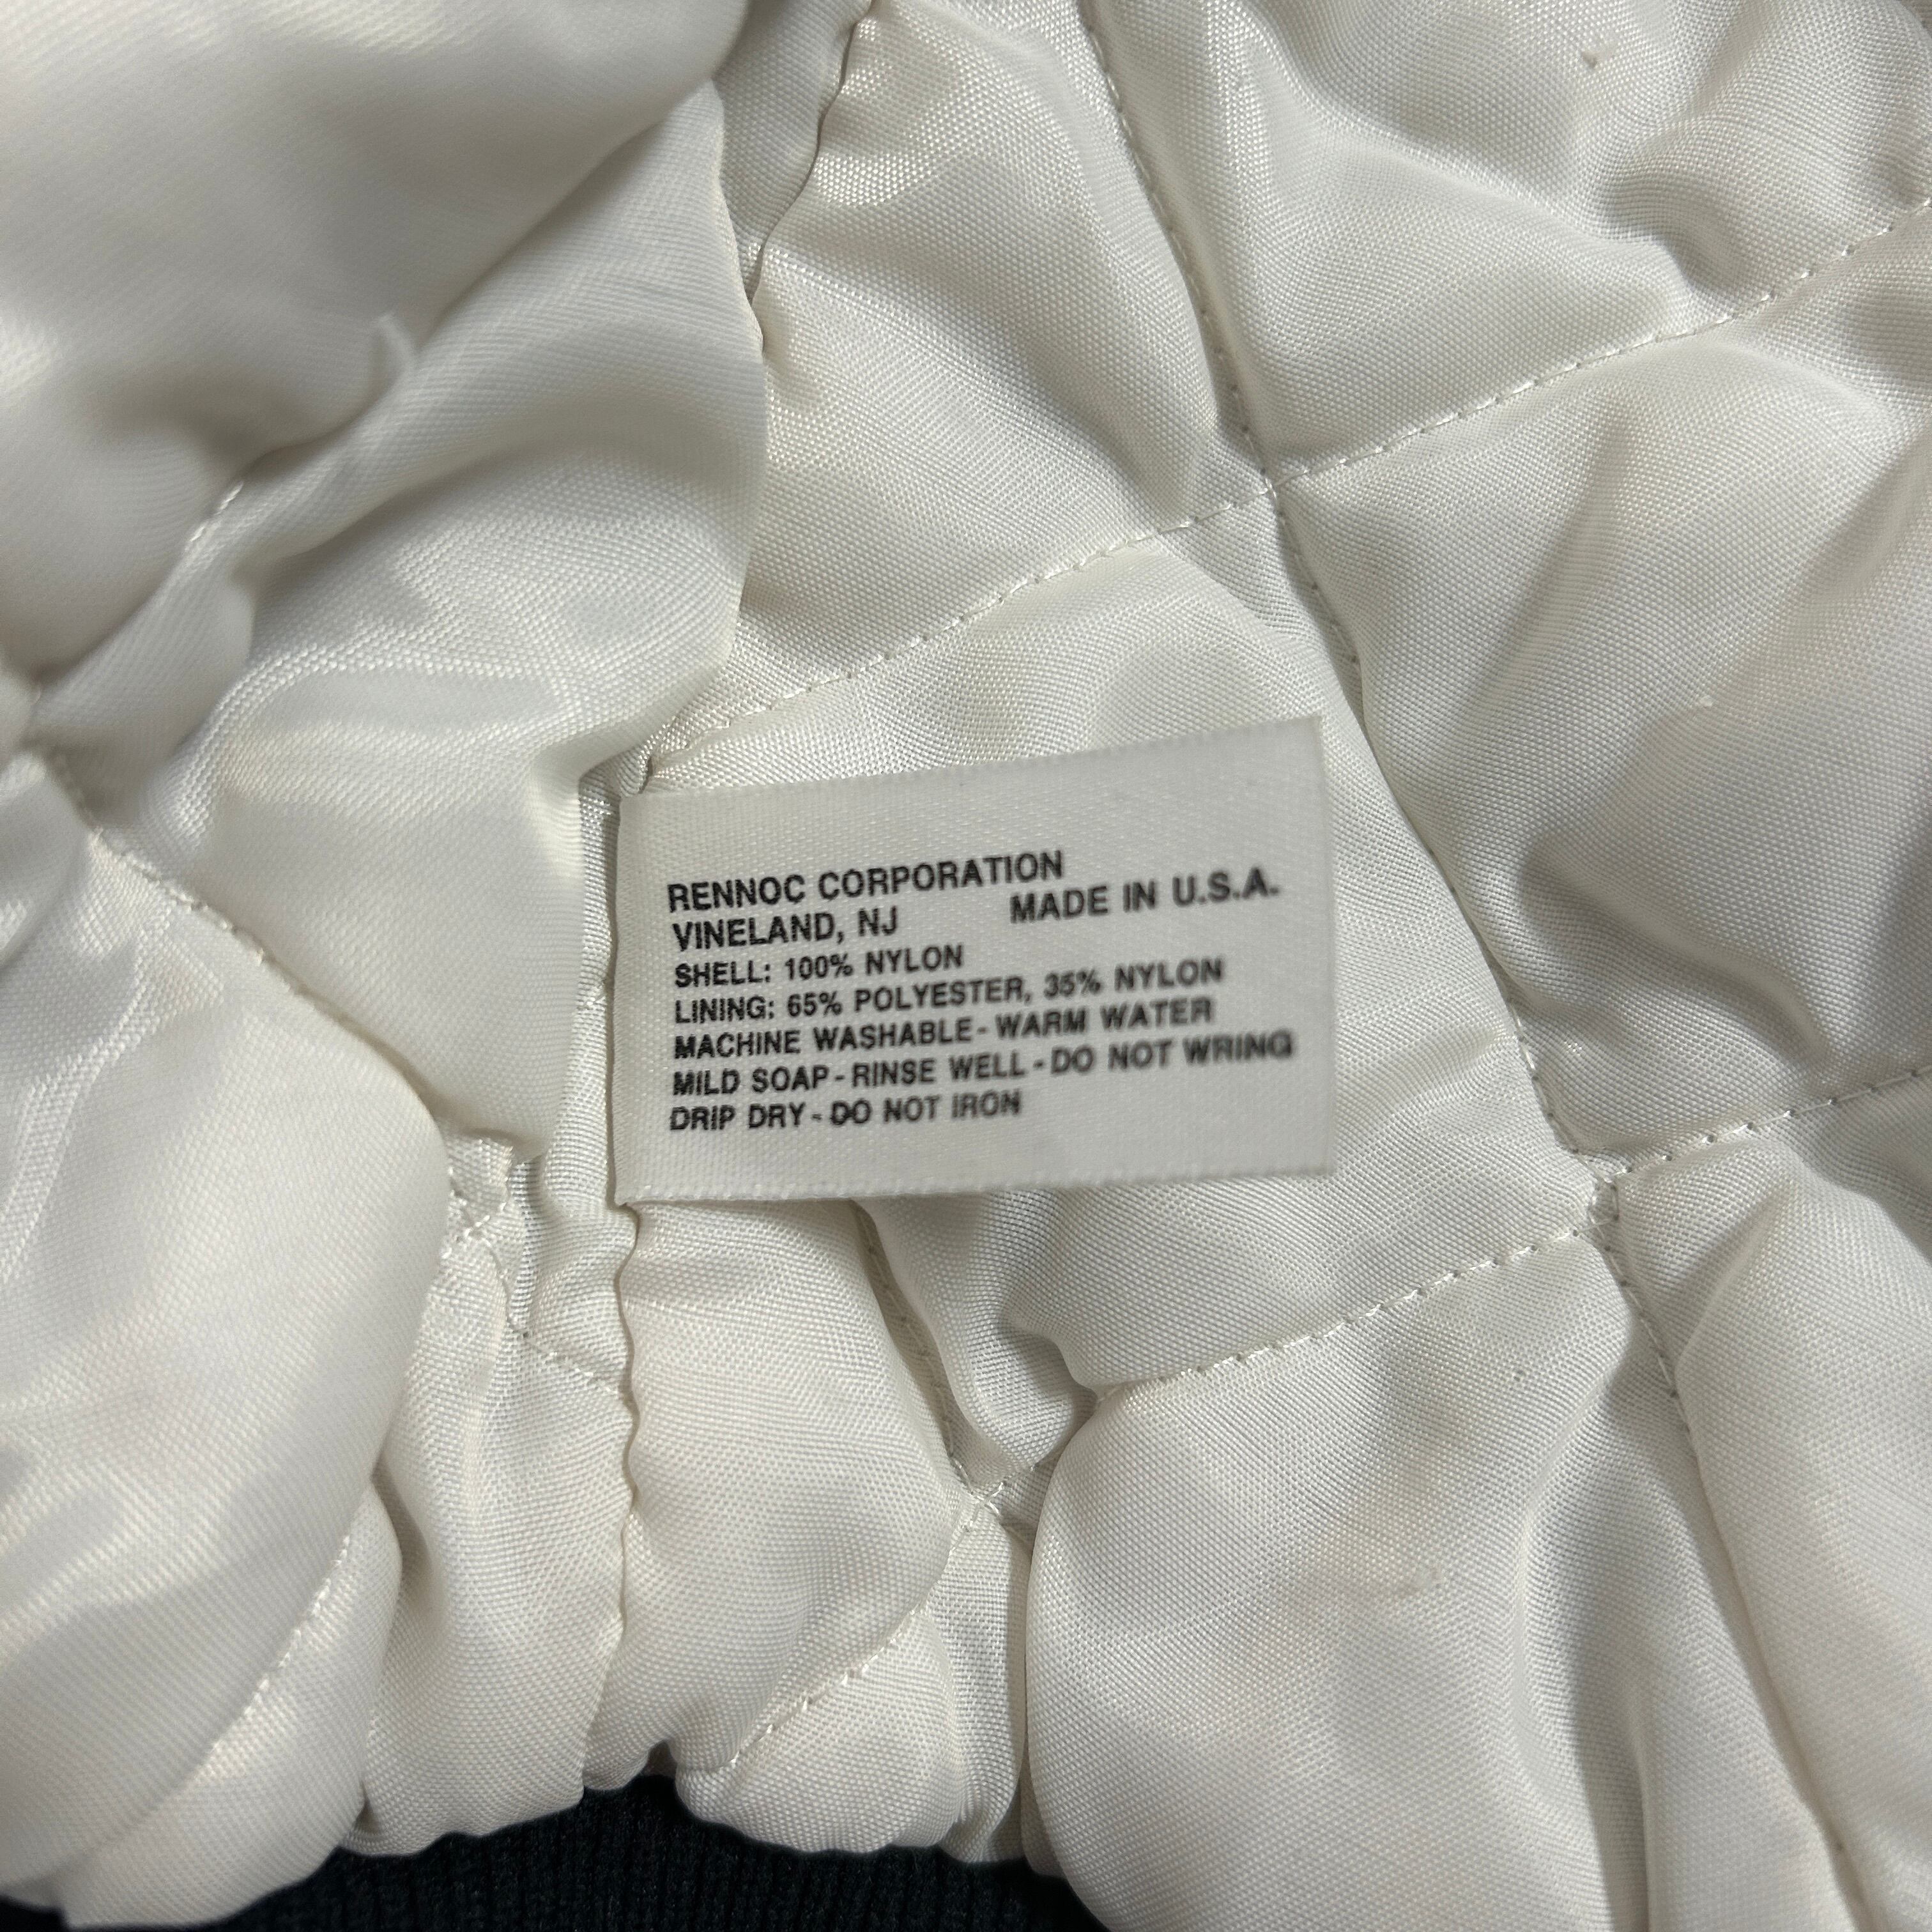 RENNOC CORPORATION
VINELAND, NJ MADE IN U.S.A.
SHELL: 100% NYLON
LINING: 65% POLYESTER, 35% NYLON
MACHINE WASHABLE - WARM WATER
MILD SOAP - RINSE WELL - DO NOT WRING
DRIP DRY - DO NOT IRON